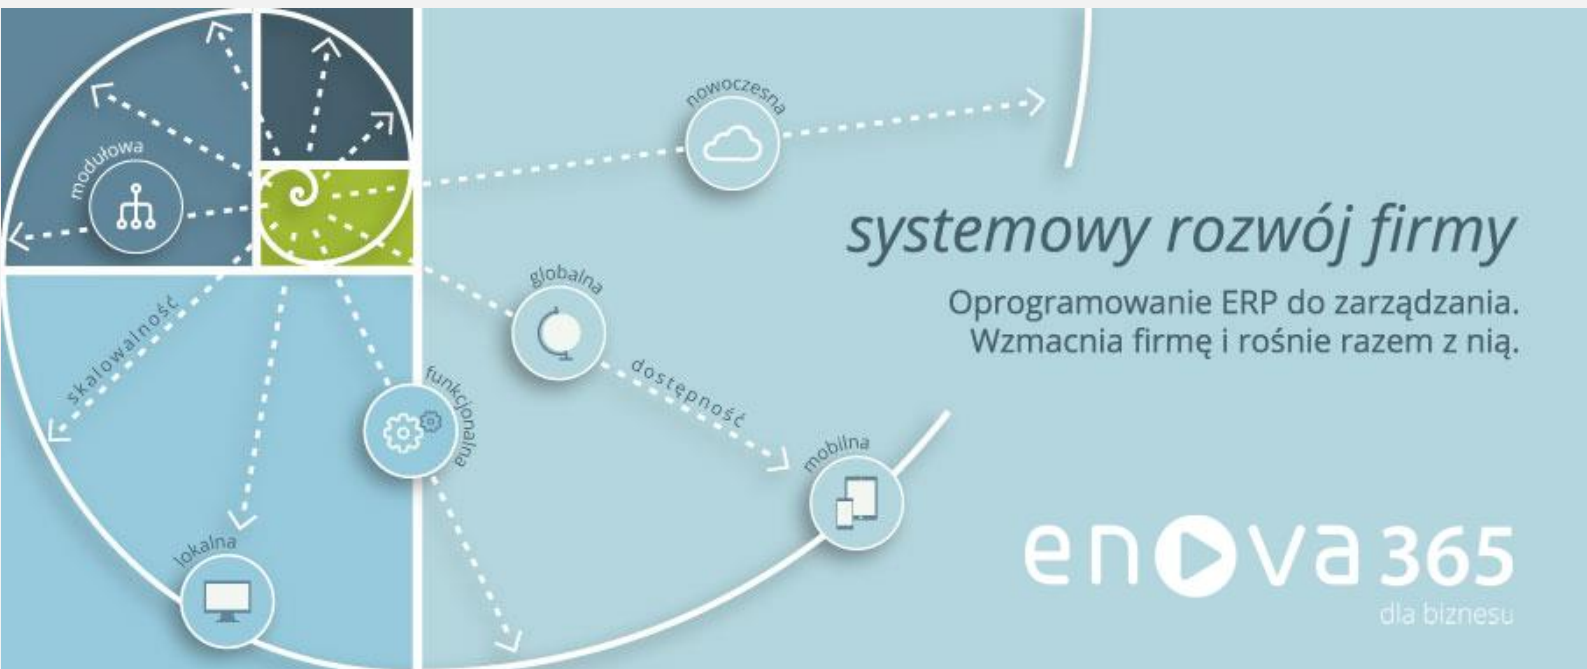 nowoczesna
modułowa
systemowy rozwój firmy
globalna
Oprogramowanie ERP do zarządzania.
skalowalność
Wzmacnia firmę i rośnie razem z nią.
dostępność
funkcjonalna
mobilna
lokalna
enova 365
dla biznesu